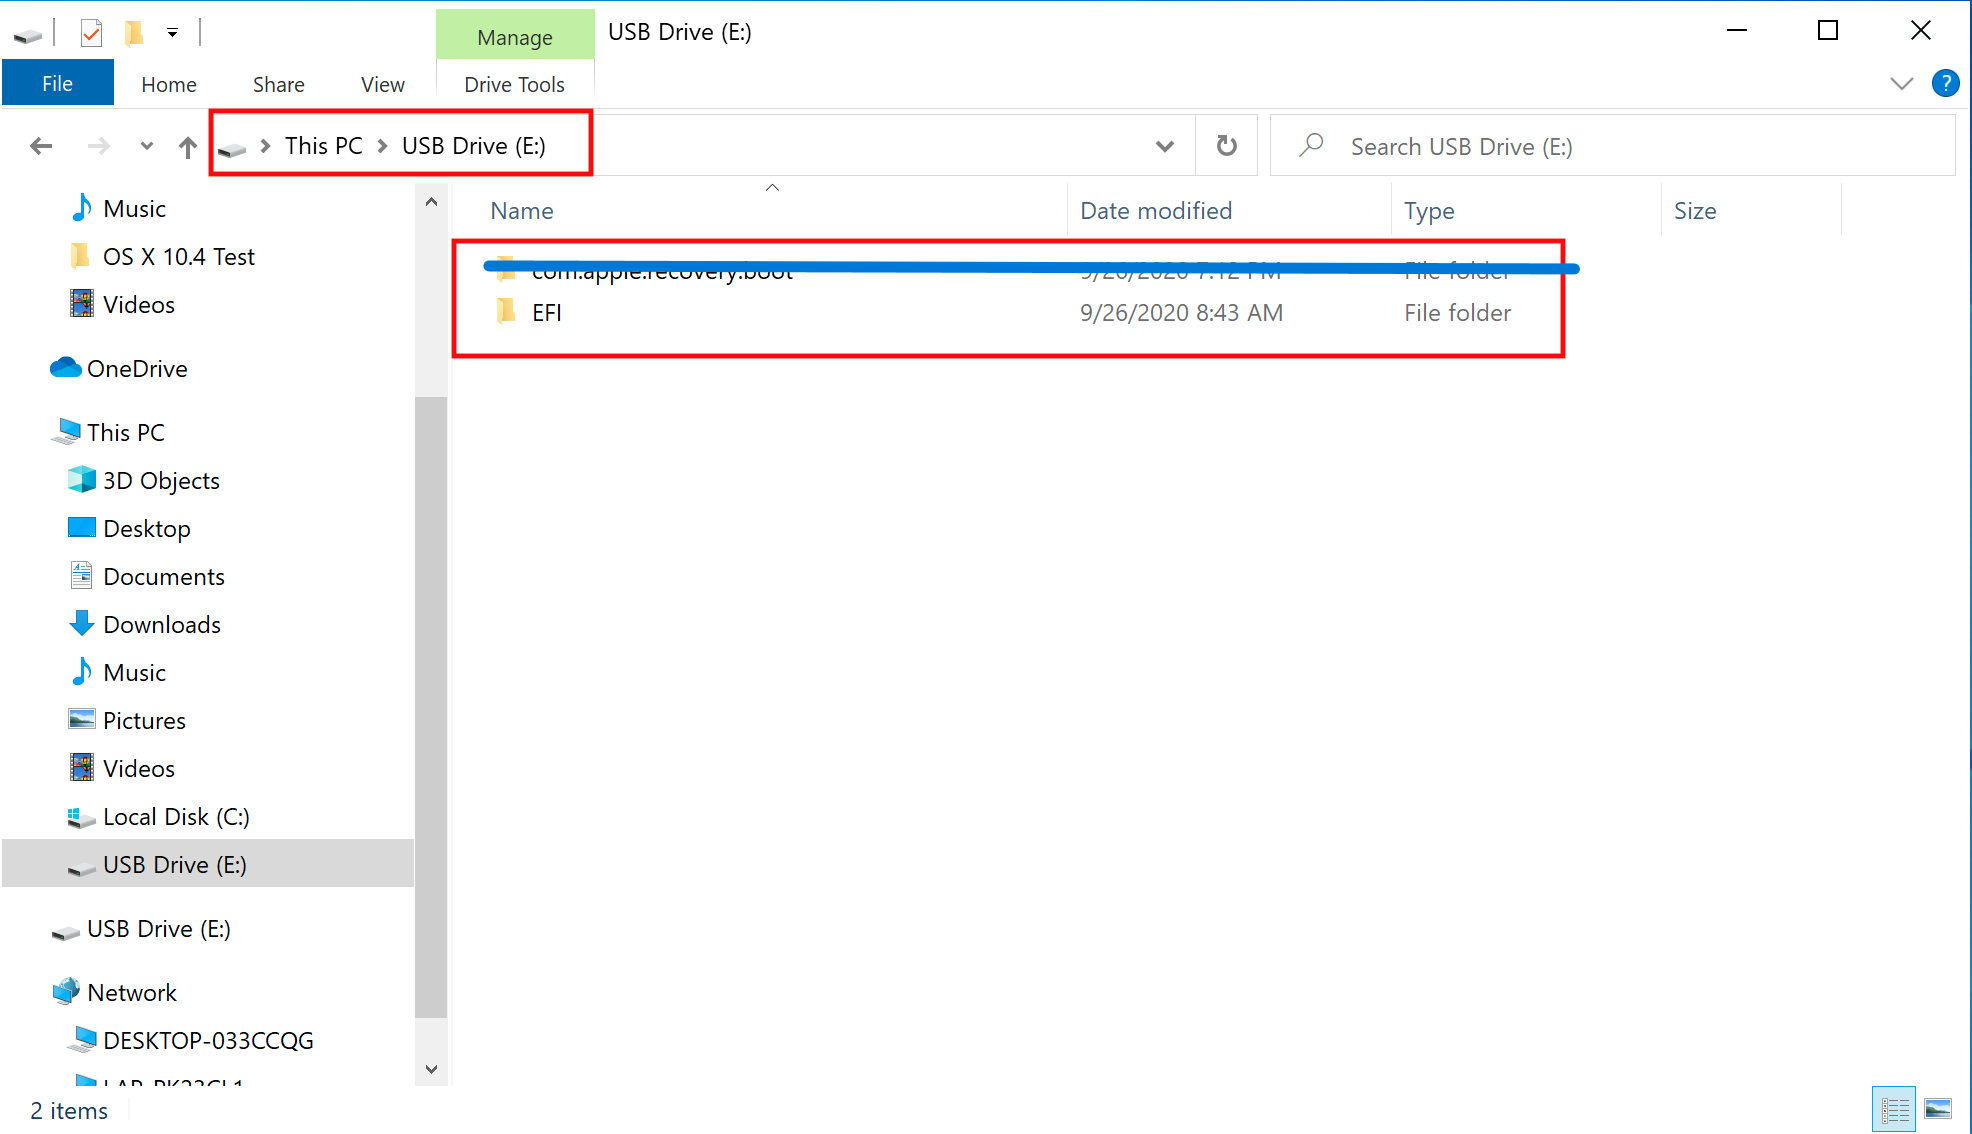 Manage
USB Drive (E:)
File
Home
Share
View
Drive Tools
?
This PC
USB Drive (E:)
Search USB Drive (E:)
Name
Date modified
Type
Size
com.apple.recovery.boot
9/26/2020 7:12 PM
File folder
EFI
9/26/2020 8:43 AM
File folder
Music
OS X 10.4 Test
Videos
OneDrive
This PC
3D Objects
Desktop
Documents
Downloads
Music
Pictures
Videos
Local Disk (C:)
USB Drive (E:)
USB Drive (E:)
Network
DESKTOP-033CCQG
2 items